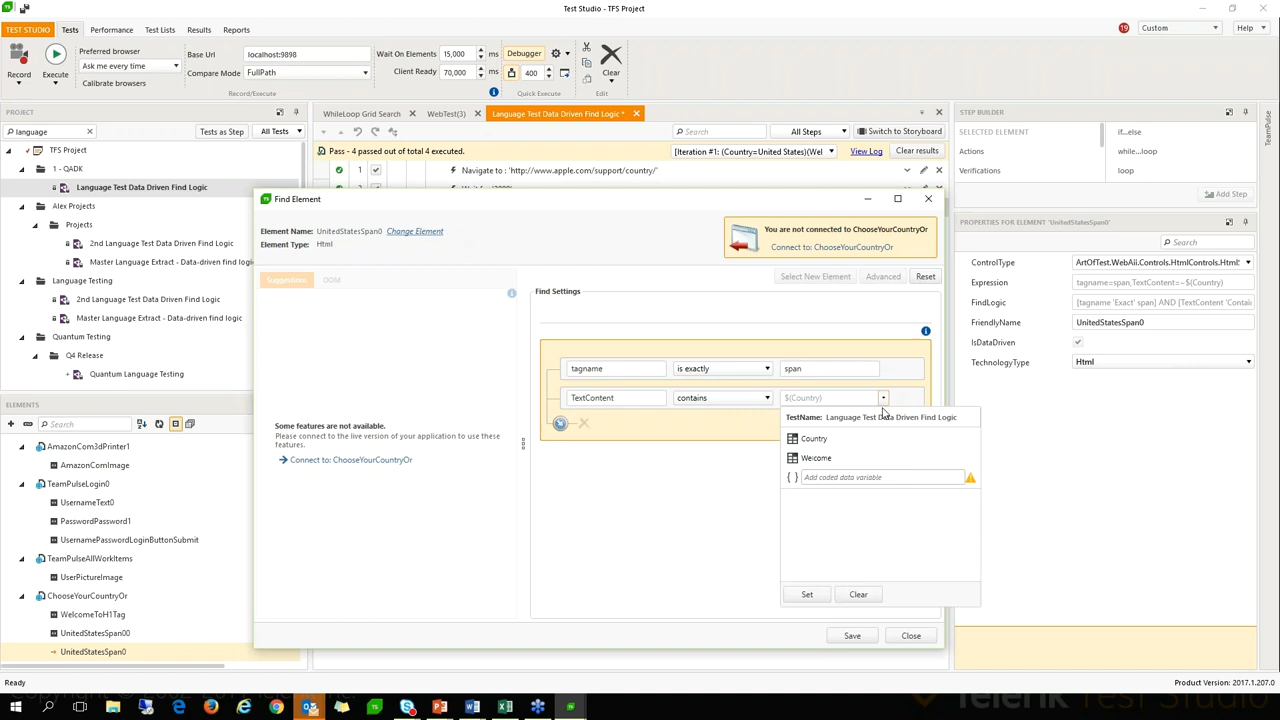 Test Studio - TFS Project
TEST STUDIO Tests Performance Test Lists Results Reports
19 Custom Help
Preferred browser Base Url localhost:9898 Wait On Elements 15,000 ms Debugger
Ask me every time Compare Mode FullPath Client Ready 70,000 ms 400
Record Execute Calibrate browsers Clear
Record/Execute Quick Execute Edit
PROJECT
WhileLoop Grid Search WebTest(3) Language Test Data Driven Find Logic *
STEP BUILDER
language Tests as Step All Tests
Search All Steps Switch to Storyboard
SELECTED ELEMENT if...else
Actions while...loop
Verifications loop
Add Step
TeamPulse
TFS Project
1 - QADK
Language Test Data Driven Find Logic
Alex Projects
Projects
2nd Language Test Data Driven Find Logic
Master Language Extract - Data-driven find
Language Testing
2nd Language Test Data Driven Find Logic
Master Language Extract - Data-driven find logic
Quantum Testing
Q4 Release
Quantum Language Testing
Pass - 4 passed out of total 4 executed. [Iteration #1: (Country=United States)(Wel View Log Clear results
1 Navigate to : 'http://www.apple.com/support/country/'
ELEMENTS
Search
AmazonCom3dPrinter1
AmazonComImage
TeamPulseLogin0
UsernameText0
PasswordPassword1
UsernamePasswordLoginButtonSubmit
TeamPulseAllWorkItems
UserPictureImage
ChooseYourCountryOr
WelcomeToH1Tag
UnitedStatesSpan00
UnitedStatesSpan0
Find Element
Element Name: UnitedStatesSpan0 Change Element
Element Type: Html
You are not connected to ChooseYourCountryOr
Connect to: ChooseYourCountryOr
Suggestions DOM
Select New Element Advanced Reset
Find Settings
tagname is exactly span
TextContent contains $(Country)
TestName: Language Test Data Driven Find Logic
Country
Welcome
{ } Add coded data variable
Set Clear
Some features are not available.
Please connect to the live version of your application to use these
features.
Connect to: ChooseYourCountryOr
Save Close
PROPERTIES FOR ELEMENT 'UnitedStatesSpan0'
Search
ControlType ArtOfTest.WebAii.Controls.HtmlControls.Html!
Expression tagname=span,TextContent=~$(Country)
FindLogic [tagname 'Exact' span] AND [TextContent 'Contai
FriendlyName UnitedStatesSpan0
IsDataDriven
TechnologyType Html
Ready Product Version: 2017.1.207.0
Telerik Test Studio